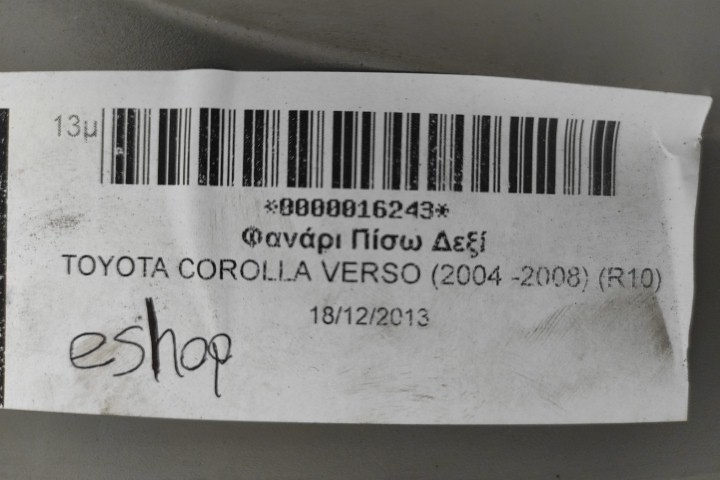 13μ
*0000016243*
Φανάρι Πίσω Δεξί
TOYOTA COROLLA VERSO (2004 -2008) (R10)
18/12/2013
eshop